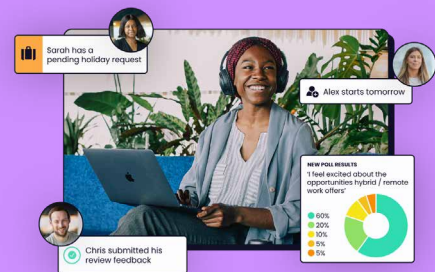 Sarah has a
pending holiday request
Alex starts tomorrow
NEW POLL RESULTS
'I feel excited about the
opportunities hybrid / remote
work offers'
60%
20%
10%
5%
5%
Chris submitted his
review feedback